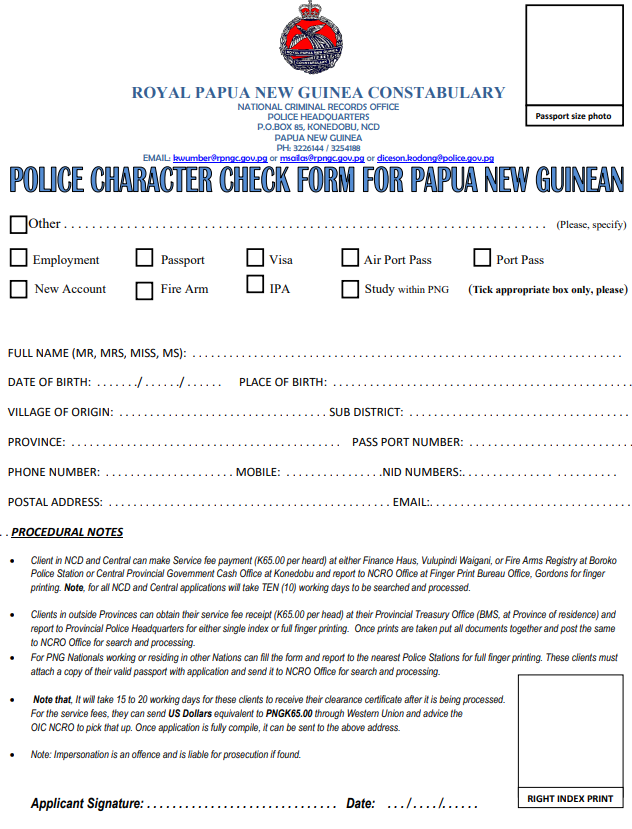 ROYAL PAPUA NEW GUINEA CONSTABULARY
NATIONAL CRIMINAL RECORDS OFFICE
POLICE HEADQUARTERS
P.O.BOX 85, KONEDOBU, NCD
PAPUA NEW GUINEA
PH: 3226144 / 3254188
EMAIL: kwumber@rpngc.gov.pg or msailas@rpngc.gov.pg or diceson.kodong@police.gov.pg
Passport size photo
POLICE CHARACTER CHECK FORM FOR PAPUA NEW GUINEAN
Other . . . . . . . . . . . . . . . . . . . . . . . . . . . . . . (Please, specify)
Employment Passport Visa Air Port Pass Port Pass
New Account Fire Arm IPA Study within PNG (Tick appropriate box only, please)
FULL NAME (MR, MRS, MISS, MS): . . . . . . . . . . . . . . . . . . . . . . . . . . . . . .
DATE OF BIRTH: . . . . . . ./ . . . . . ./ . . . . . . PLACE OF BIRTH: . . . . . . . . . . . . . . . . . . . .
VILLAGE OF ORIGIN: . . . . . . . . . . . . . . . . . . . . SUB DISTRICT: . . . . . . . . . . . . . . . . . . . .
PROVINCE: . . . . . . . . . . . . . . . . . . . . PASS PORT NUMBER: . . . . . . . . . . . . . . . . . . . .
PHONE NUMBER: . . . . . . . . . . . . . . . . MOBILE: . . . . . . . . . . . . . . . .NID NUMBERS:. . . . . . . . . . . . . . . . . . . .
POSTAL ADDRESS: . . . . . . . . . . . . . . . . . . . . EMAIL:. . . . . . . . . . . . . . . . . . . .
. . PROCEDURAL NOTES
• Client in NCD and Central can make Service fee payment (K65.00 per heard) at either Finance Haus, Vulupindi Waigani, or Fire Arms Registry at Boroko
Police Station or Central Provincial Government Cash Office at Konedobu and report to NCRO Office at Finger Print Bureau Office, Gordons for finger
printing. Note, for all NCD and Central applications will take TEN (10) working days to be searched and processed.
• Clients in outside Provinces can obtain their service fee receipt (K65.00 per head) at their Provincial Treasury Office (BMS, at Province of residence) and
report to Provincial Police Headquarters for either single index or full finger printing. Once prints are taken put all documents together and post the same
to NCRO Office for search and processing.
• For PNG Nationals working or residing in other Nations can fill the form and report to the nearest Police Stations for full finger printing. These clients must
attach a copy of their valid passport with application and send it to NCRO Office for search and processing.
• Note that, It will take 15 to 20 working days for these clients to receive their clearance certificate after it is being processed.
For the service fees, they can send US Dollars equivalent to PNGK65.00 through Western Union and advice the
OIC NCRO to pick that up. Once application is fully compile, it can be sent to the above address.
• Note: Impersonation is an offence and is liable for prosecution if found.
RIGHT INDEX PRINT
Applicant Signature: . . . . . . . . . . . . . . . . . . . . . . . . . . . . Date: . . . / . . . . /. . . . . .